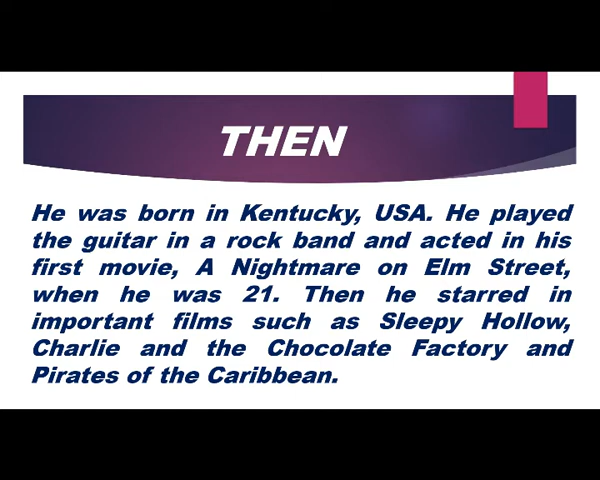 THEN
He was born in Kentucky, USA. He played
the guitar in a rock band and acted in his
first movie, A Nightmare on Elm Street,
when he was 21. Then he starred in
important films such as Sleepy Hollow,
Charlie and the Chocolate Factory and
Pirates of the Caribbean.